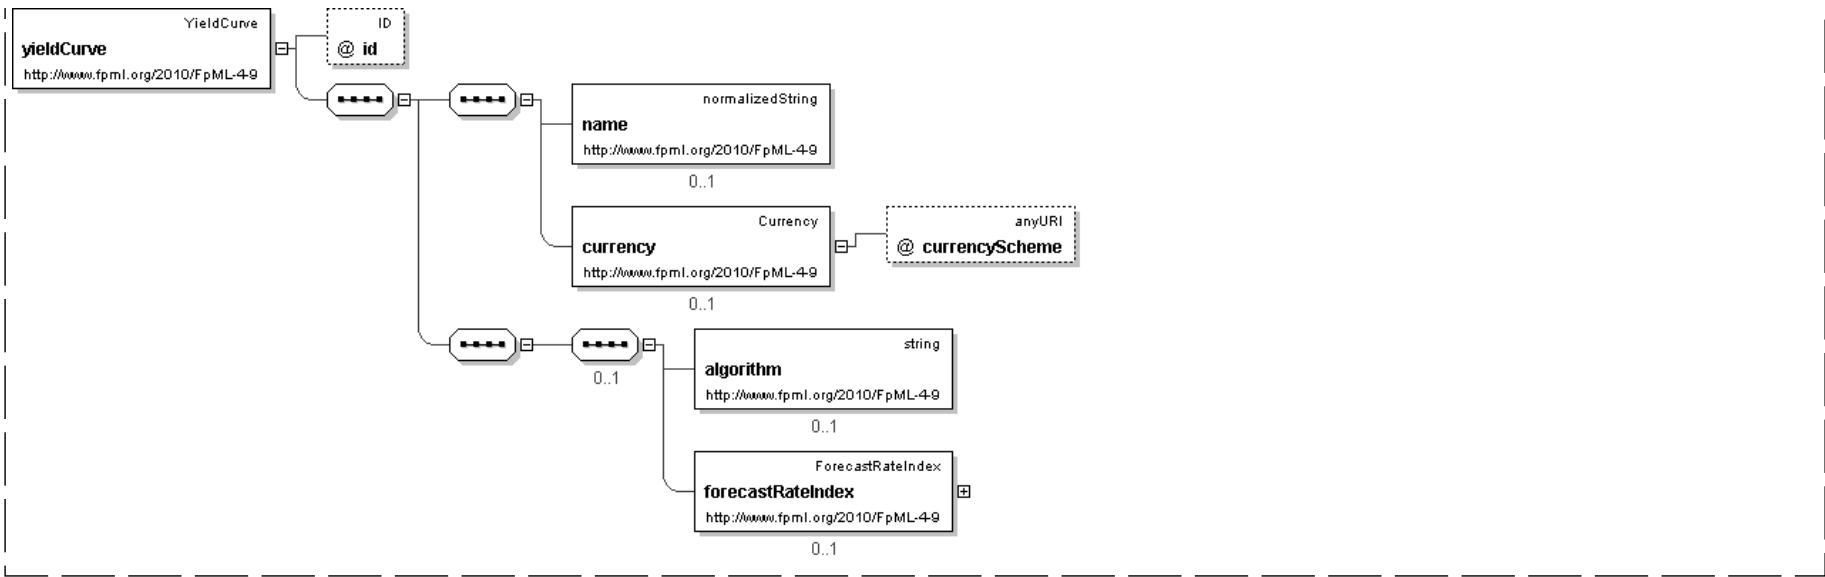 YieldCurve
yieldCurve
http://www.fpml.org/2010/FpML-4-9
ID
@ id
normalizedString
name
http://www.fpml.org/2010/FpML-4-9
0..1
Currency
currency
http://www.fpml.org/2010/FpML-4-9
0..1
anyURI
@ currencyScheme
0..1
string
algorithm
http://www.fpml.org/2010/FpML-4-9
0..1
ForecastRateIndex
forecastRateIndex
http://www.fpml.org/2010/FpML-4-9
0..1